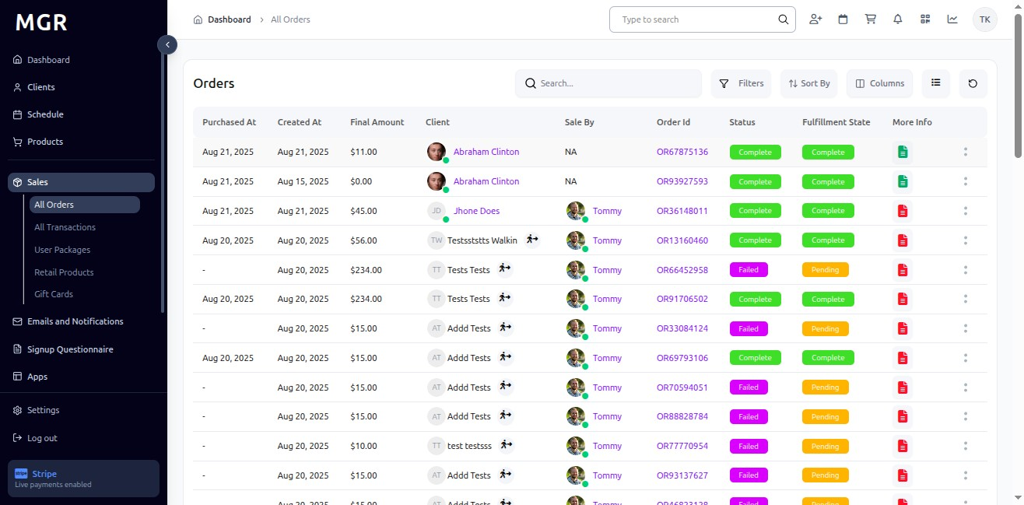 MGR
Dashboard
Clients
Schedule
Products
Sales
All Orders
All Transactions
User Packages
Retail Products
Gift Cards
Emails and Notifications
Signup Questionnaire
Apps
Settings
Log out
Stripe
Live payments enabled
Dashboard > All Orders
Type to search
TK
Orders
Search...
Filters
Sort By
Columns
Purchased At Created At Final Amount Client Sale By Order Id Status Fulfillment State More Info
Aug 21, 2025 Aug 21, 2025 $11.00 Abraham Clinton NA OR67875136 Complete Complete
Aug 21, 2025 Aug 15, 2025 $0.00 Abraham Clinton NA OR93927593 Complete Complete
Aug 21, 2025 Aug 21, 2025 $45.00 JD Jhone Does Tommy OR36148011 Complete Complete
Aug 20, 2025 Aug 20, 2025 $56.00 TW Testsststts Walkin Tommy OR13160460 Complete Complete
- Aug 20, 2025 $234.00 TT Tests Tests Tommy OR66452958 Failed Pending
Aug 20, 2025 Aug 20, 2025 $234.00 TT Tests Tests Tommy OR91706502 Complete Complete
- Aug 20, 2025 $15.00 AT Addd Tests Tommy OR33084124 Failed Pending
Aug 20, 2025 Aug 20, 2025 $15.00 AT Addd Tests Tommy OR69793106 Complete Complete
- Aug 20, 2025 $15.00 AT Addd Tests Tommy OR70594051 Failed Pending
- Aug 20, 2025 $15.00 AT Addd Tests Tommy OR88828784 Failed Pending
- Aug 20, 2025 $10.00 TT test testsss Tommy OR77770954 Failed Pending
- Aug 20, 2025 $15.00 AT Addd Tests Tommy OR93137627 Failed Pending
Aug 20, 2025 $15.00 AT Addd Tests Tommy Failed Pending